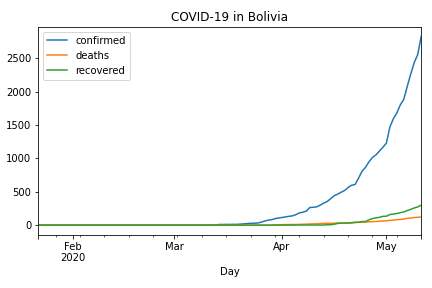 COVID-19 in Bolivia
confirmed
deaths
recovered
2500
2000
1500
1000
500
0
Feb Mar Apr May
2020
Day